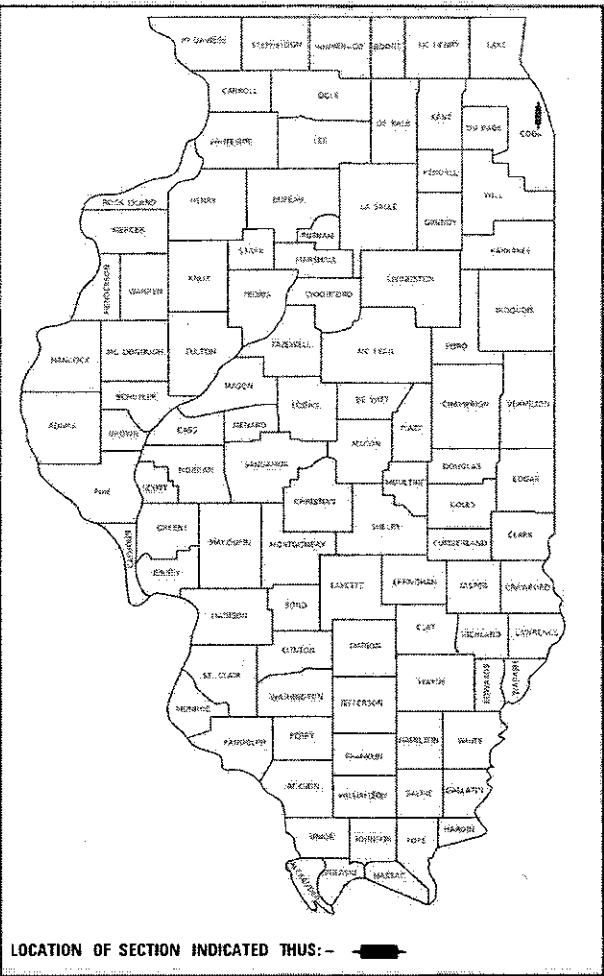 STEPHENSON
WINNEBAGO
BOONE
MC HENRY
LAKE
CARROLL
OGLE
DE KALB
KANE
DU PAGE
COOK
WHITESIDE
LEE
KENDALL
WILL
ROCK ISLAND
HENRY
BUREAU
LA SALLE
GRUNDY
MERCER
PUTNAM
KANKAKEE
STARK
MARSHALL
LIVINGSTON
HENDERSON
WARREN
KNOX
PEORIA
WOODFORD
IROQUOIS
HANCOCK
MC DONOUGH
FULTON
TAZEWELL
MC LEAN
FORD
MASON
SCHUYLER
LOGAN
DE WITT
CHAMPAIGN
VERMILION
ADAMS
BROWN
CASS
MENARD
MACON
PIATT
DOUGLAS
EDGAR
PIKE
SCOTT
MORGAN
SANGAMON
CHRISTIAN
MOULTRIE
COLES
SHELBY
GREENE
MACOUPIN
MONTGOMERY
CUMBERLAND
CLARK
CALHOUN
JERSEY
FAYETTE
EFFINGHAM
JASPER
CRAWFORD
MADISON
BOND
CLAY
RICHLAND
LAWRENCE
CLINTON
MARION
ST. CLAIR
WAYNE
EDWARDS
WABASH
WASHINGTON
JEFFERSON
MONROE
RANDOLPH
PERRY
HAMILTON
WHITE
FRANKLIN
JACKSON
WILLIAMSON
SALINE
GALLATIN
UNION
JOHNSON
POPE
HARDIN
PULASKI
MASSAC
LOCATION OF SECTION INDICATED THUS:-